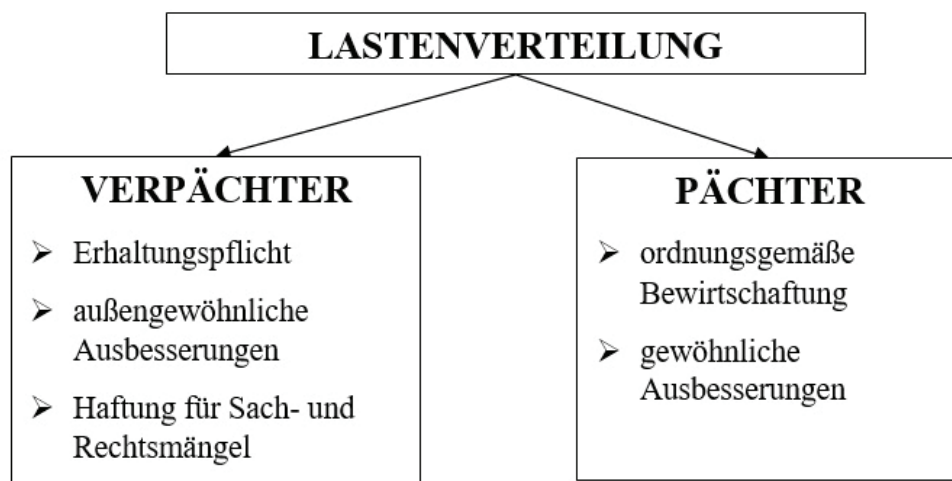 LASTENVERTEILUNG
VERPÄCHTER
➢ Erhaltungspflicht
➢ außengewöhnliche
Ausbesserungen
➢ Haftung für Sach- und
Rechtsmängel
PÄCHTER
➢ ordnungsgemäße
Bewirtschaftung
➢ gewöhnliche
Ausbesserungen